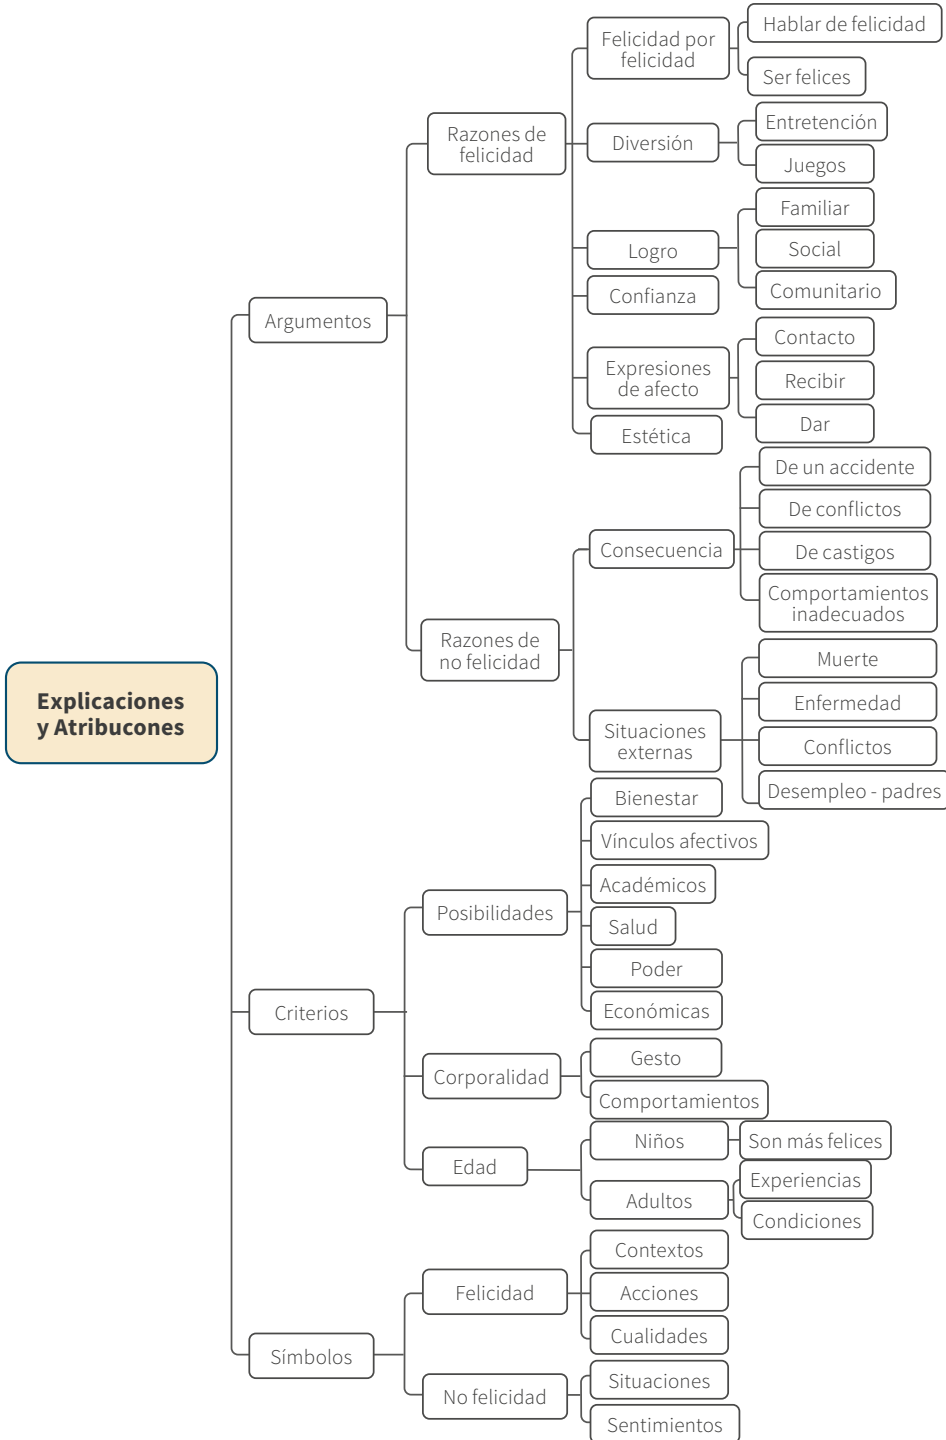 Explicaciones
y Atribucones
Argumentos
Razones de
felicidad
Felicidad por
felicidad
Hablar de felicidad
Ser felices
Diversión
Entretención
Juegos
Logro
Familiar
Social
Comunitario
Confianza
Expresiones
de afecto
Contacto
Recibir
Dar
Estética
Razones de
no felicidad
Consecuencia
De un accidente
De conflictos
De castigos
Comportamientos
inadecuados
Situaciones
externas
Muerte
Enfermedad
Conflictos
Desempleo - padres
Criterios
Posibilidades
Bienestar
Vínculos afectivos
Académicos
Salud
Poder
Económicas
Corporalidad
Gesto
Comportamientos
Edad
Niños
Son más felices
Adultos
Experiencias
Condiciones
Símbolos
Felicidad
Contextos
Acciones
Cualidades
No felicidad
Situaciones
Sentimientos